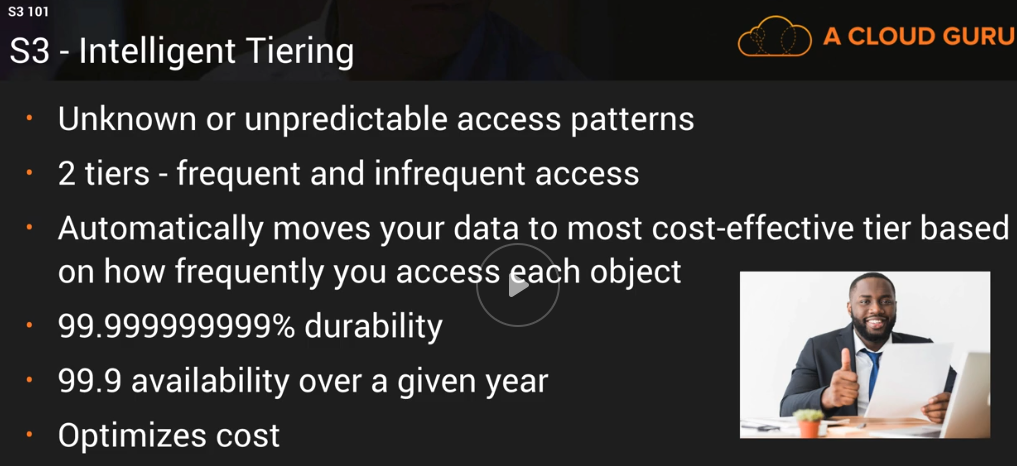 S3 101
S3 - Intelligent Tiering
A CLOUD GURU
• Unknown or unpredictable access patterns
• 2 tiers - frequent and infrequent access
• Automatically moves your data to most cost-effective tier based
on how frequently you access each object
• 99.999999999% durability
• 99.9 availability over a given year
• Optimizes cost